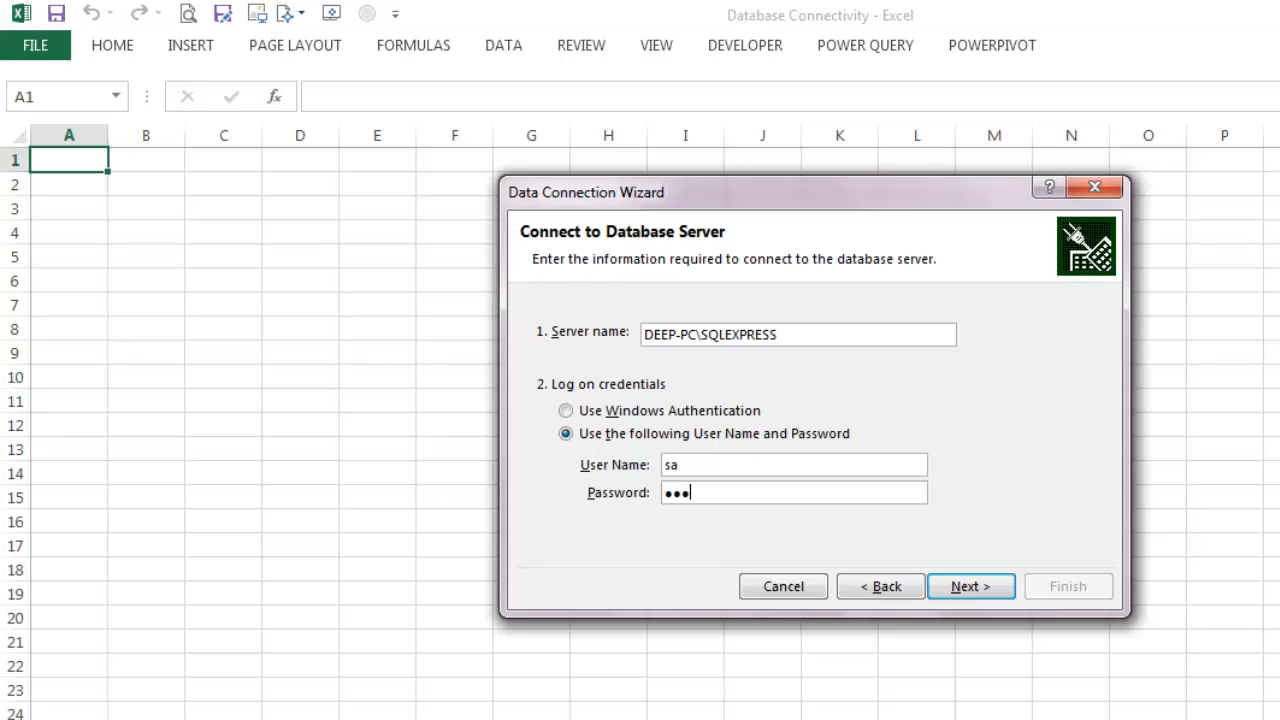 Database Connectivity - Excel
FILE HOME INSERT PAGE LAYOUT FORMULAS DATA REVIEW VIEW DEVELOPER POWER QUERY POWERPIVOT
A1 fx
A B C D E F G H I J K L M N O P
1
2
3
4
5
6
7
8
9
10
11
12
13
14
15
16
17
18
19
20
21
22
23
24
Data Connection Wizard
Connect to Database Server
Enter the information required to connect to the database server.
1. Server name: DEEP-PC\SQLEXPRESS
2. Log on credentials
Use Windows Authentication
Use the following User Name and Password
User Name: sa
Password: ●●●
Cancel < Back Next > Finish